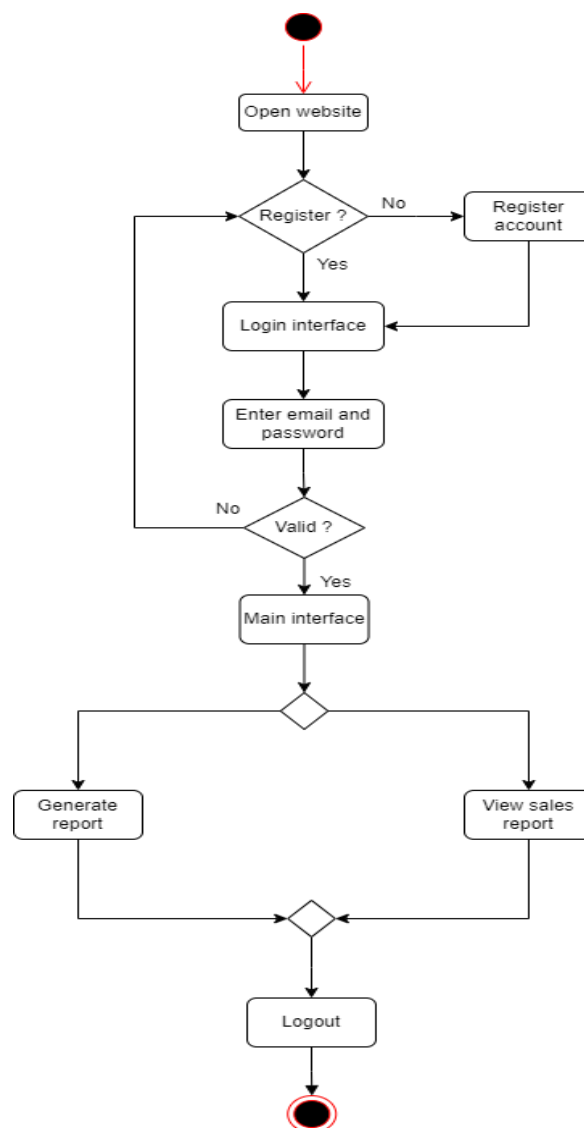 Open website
Register ?
No
Register
account
Yes
Login interface
Enter email and
password
No
Valid ?
Yes
Main interface
Generate
report
View sales
report
Logout